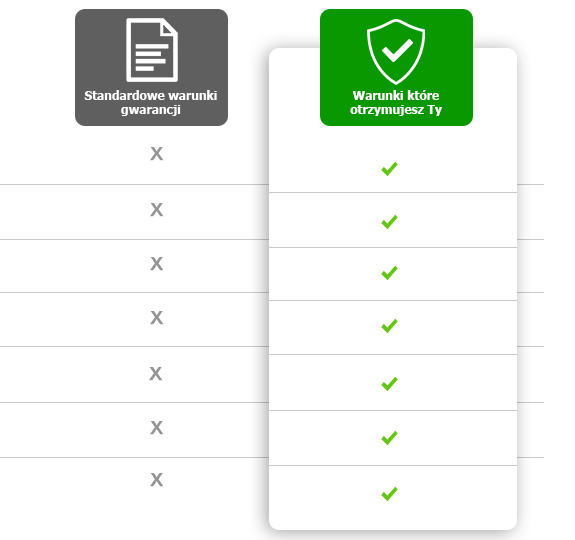 Standardowe warunki
gwarancji
Warunki które
otrzymujesz Ty
X
X
X
X
X
X
X